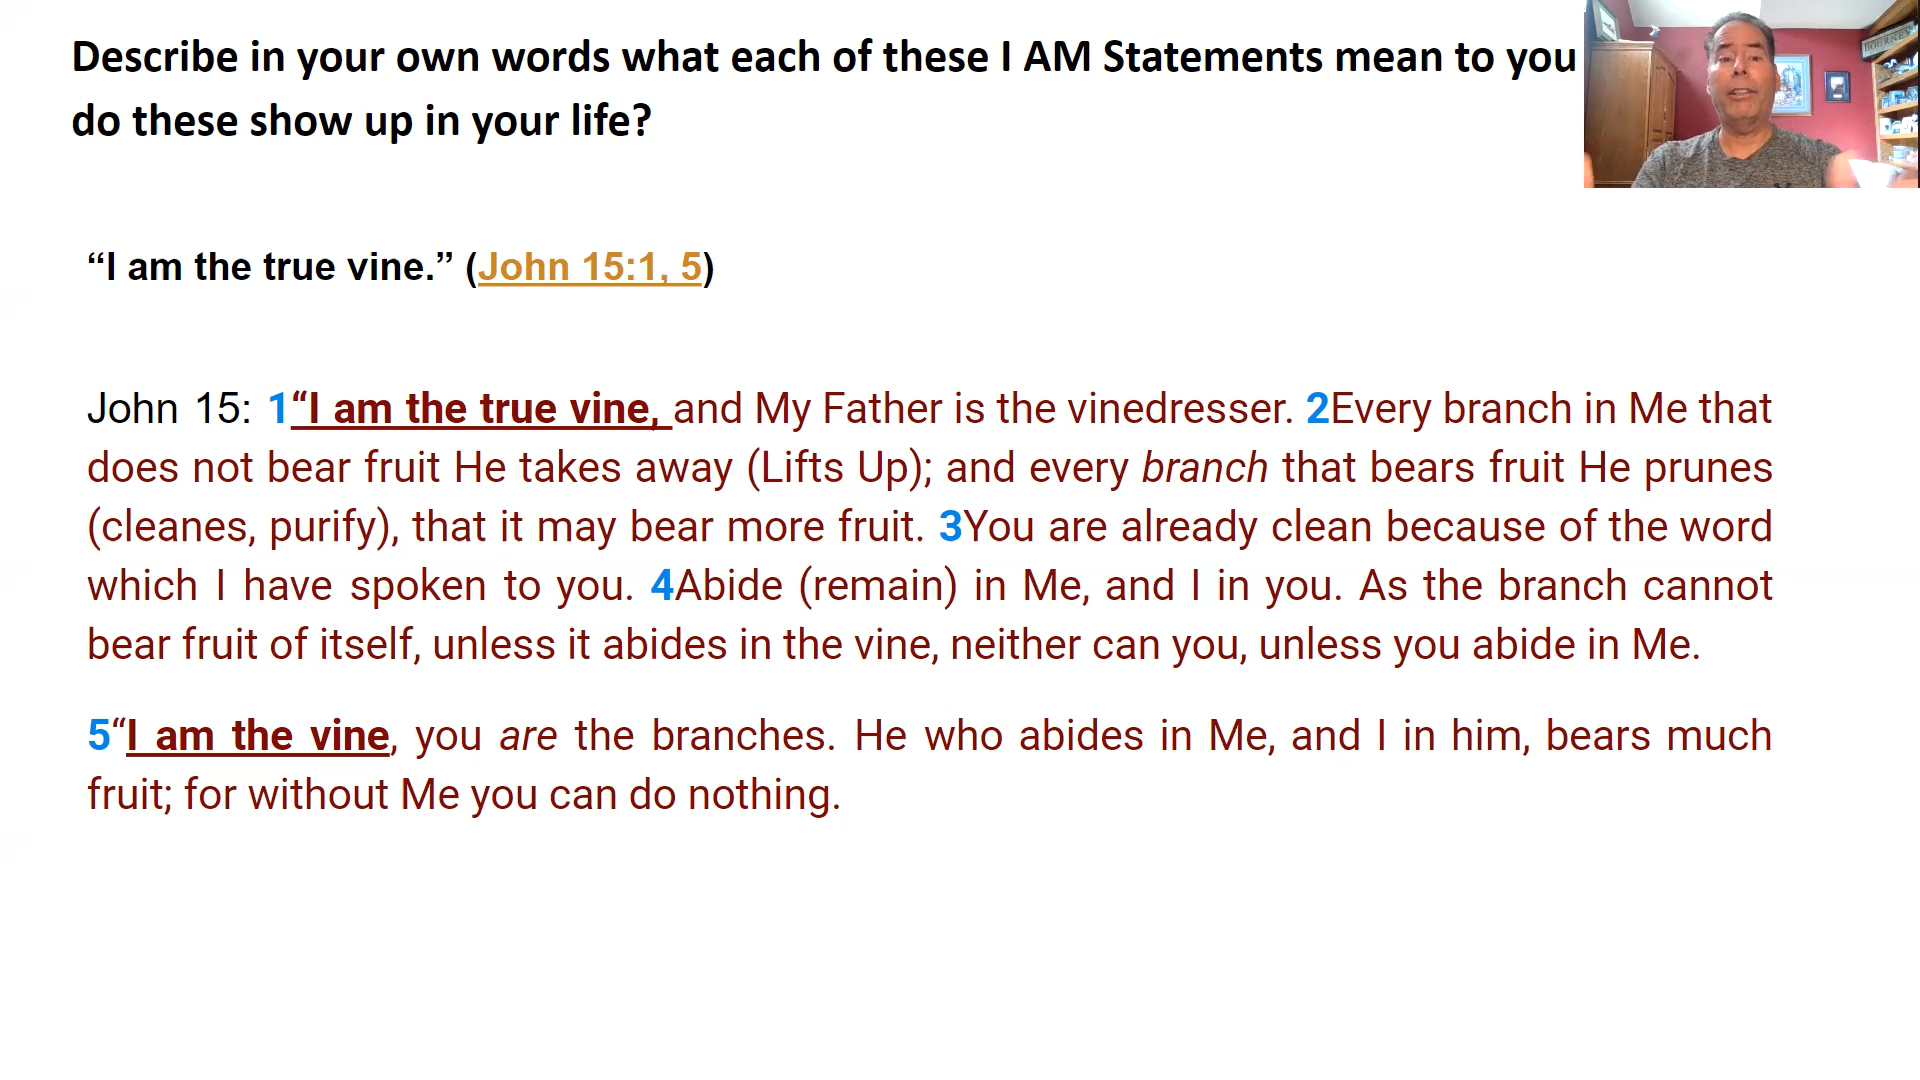 Describe in your own words what each of these I AM Statements mean to you
do these show up in your life?
“I am the true vine.” (John 15:1, 5)
John 15: 1“I am the true vine, and My Father is the vinedresser. 2Every branch in Me that
does not bear fruit He takes away (Lifts Up); and every branch that bears fruit He prunes
(cleanes, purify), that it may bear more fruit. 3You are already clean because of the word
which I have spoken to you. 4Abide (remain) in Me, and I in you. As the branch cannot
bear fruit of itself, unless it abides in the vine, neither can you, unless you abide in Me.
5“I am the vine, you are the branches. He who abides in Me, and I in him, bears much
fruit; for without Me you can do nothing.